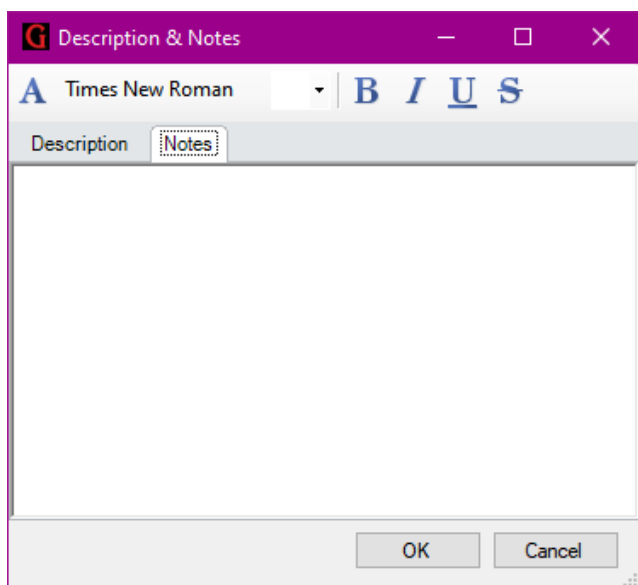 G Description & Notes
A Times New Roman B I U S
Description Notes
OK Cancel